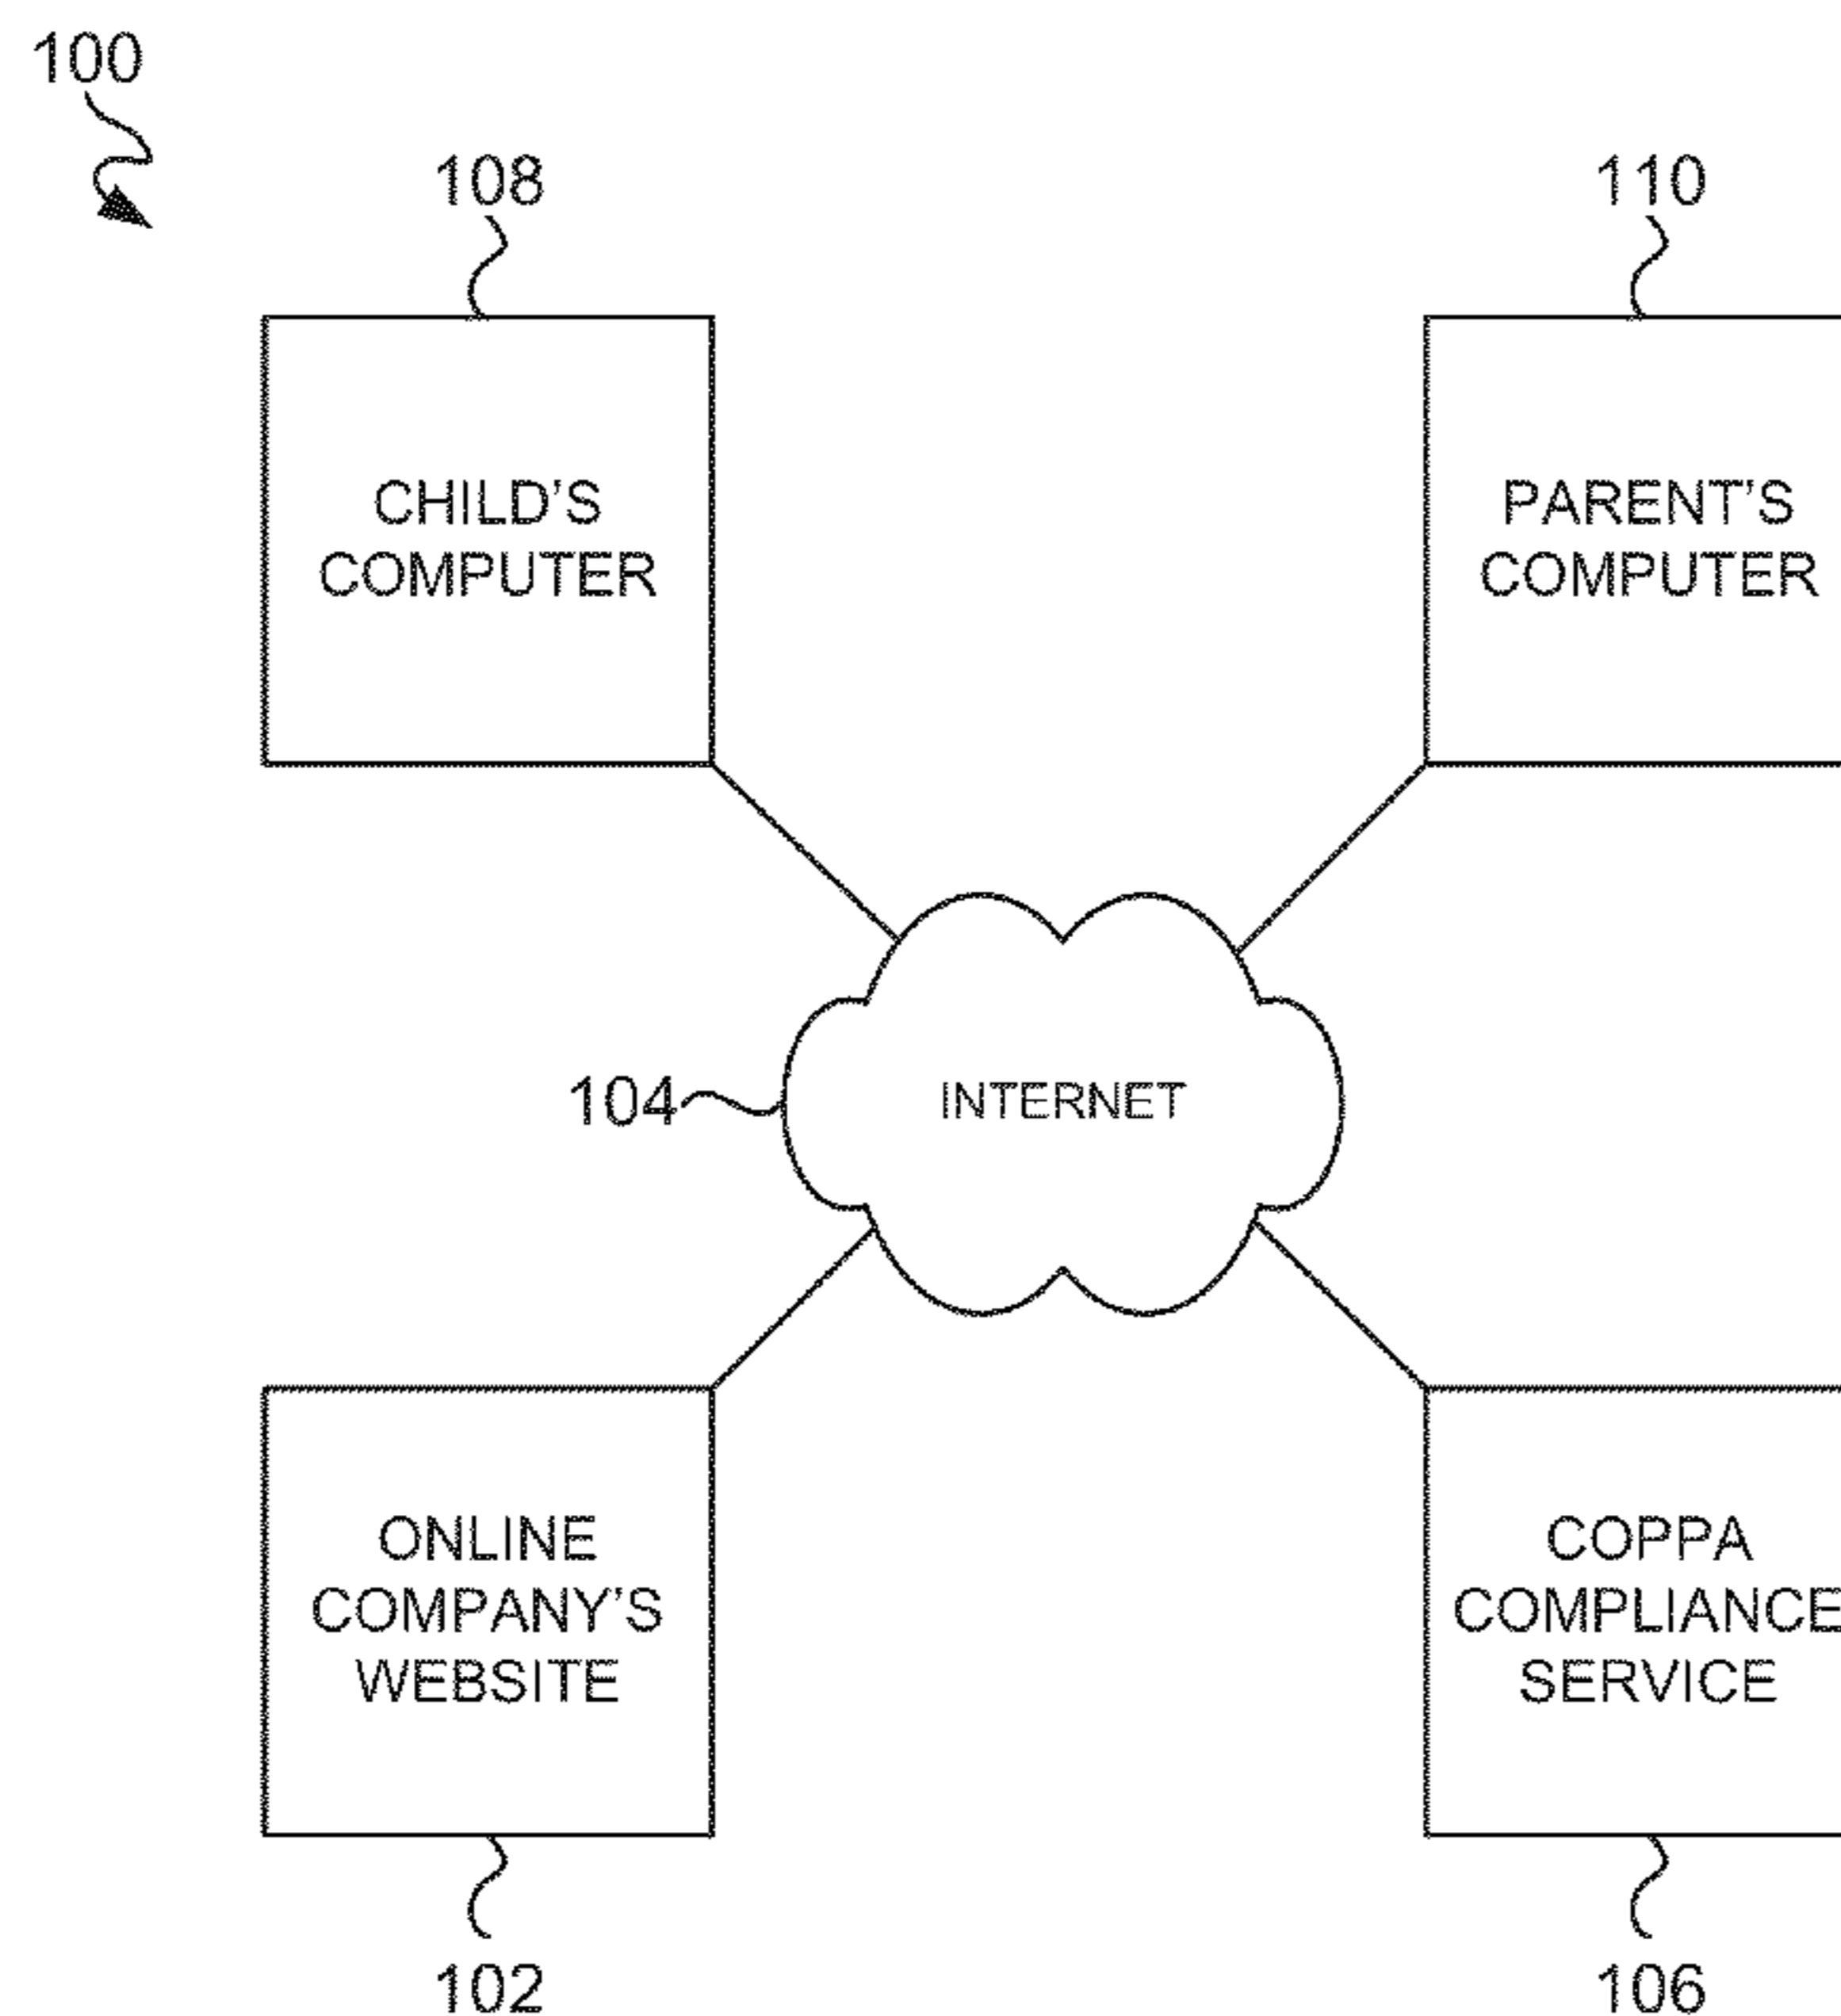 100
108
110
CHILD'S
COMPUTER
PARENT'S
COMPUTER
104
INTERNET
ONLINE
COMPANY'S
WEBSITE
COPPA
COMPLIANCE
SERVICE
102
106